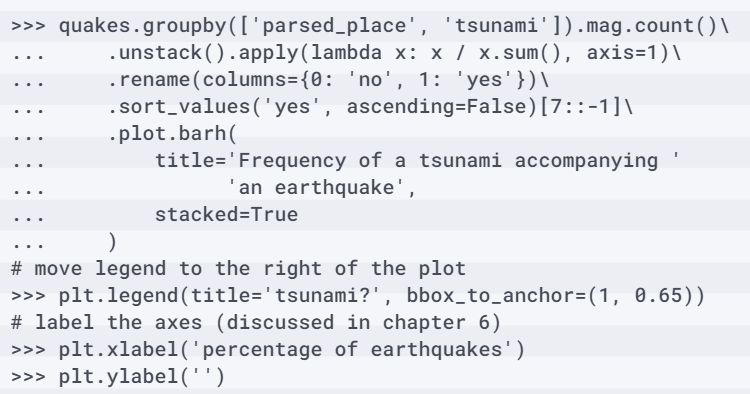 >>> quakes.groupby(['parsed_place', 'tsunami']).mag.count()\
...     .unstack().apply(lambda x: x / x.sum(), axis=1)\
...     .rename(columns={0: 'no', 1: 'yes'})\
...     .sort_values('yes', ascending=False)[7::-1]\
...     .plot.barh(
...         title='Frequency of a tsunami accompanying '
...               'an earthquake',
...         stacked=True
...     )
# move legend to the right of the plot
>>> plt.legend(title='tsunami?', bbox_to_anchor=(1, 0.65))
# label the axes (discussed in chapter 6)
>>> plt.xlabel('percentage of earthquakes')
>>> plt.ylabel('')